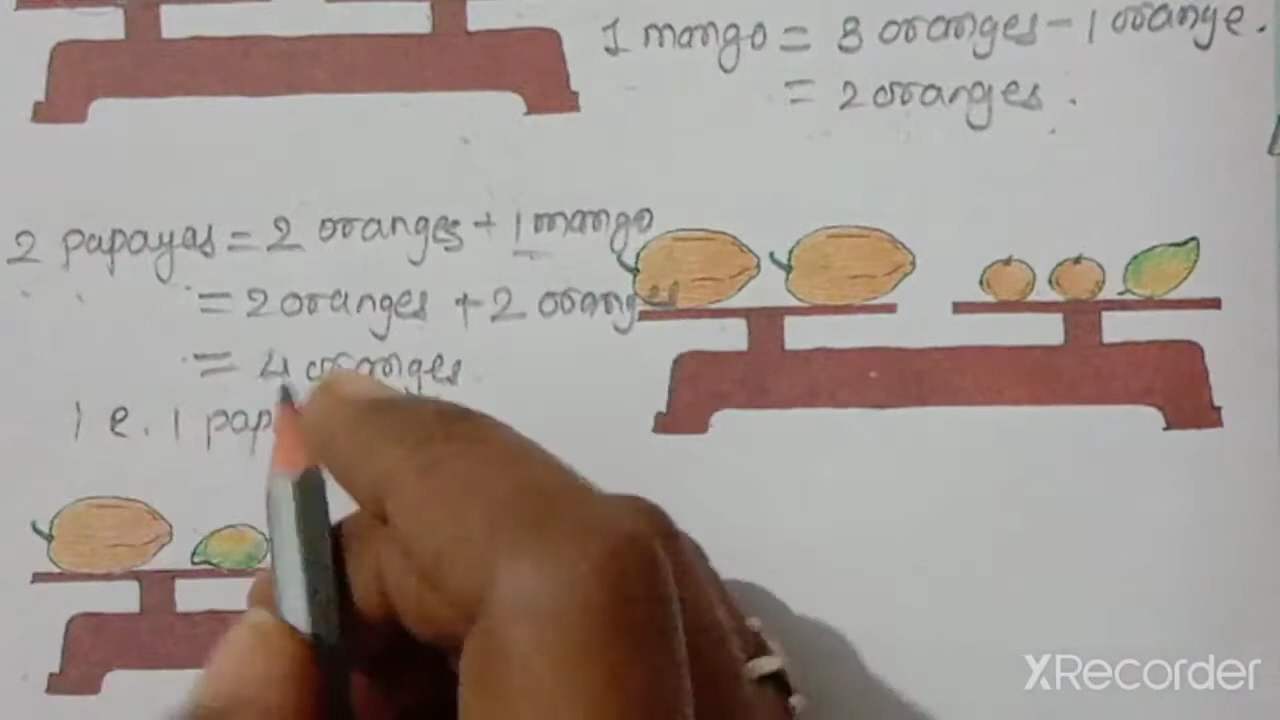 1 mango = 3 oranges - 1 orange.
= 2 oranges.
2 papayas = 2 oranges + 1 mango
= 2 oranges + 2 orang
= 4 oranges
i e. 1 pap
XRecorder